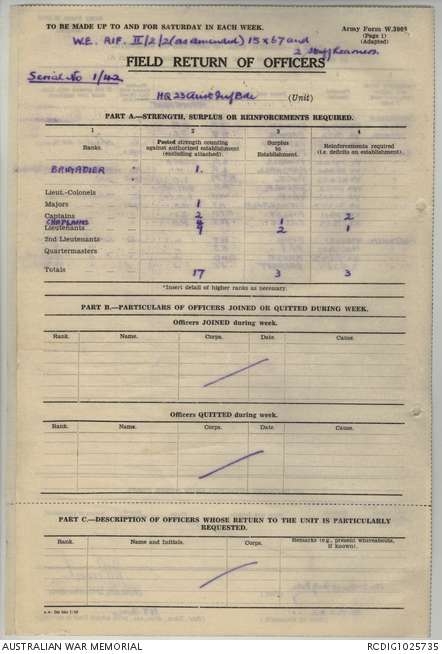 TO BE MADE UP TO AND FOR SATURDAY IN EACH WEEK.
Army Form W.3008
(Page 1)
(Adapted)
W.E. AIF. II/2/2 (as amended) 15 x 67 and
2 Staff Learners.
FIELD RETURN OF OFFICERS
Serial No 1/42
HQ 23 Aust Inf Bde (Unit)
PART A.—STRENGTH, SURPLUS OR REINFORCEMENTS REQUIRED.
1 2 3 4
Ranks. Posted strength counting against authorized establishment (excluding attached). Surplus to Establishment. Reinforcements required (i.e. deficits on establishment).
BRIGADIER * 1.
*
Lieut.-Colonels
Majors 1
Captains 2 2
CHAPLAINS 4 1
Lieutenants 9 2 1
2nd Lieutenants
Quartermasters
Totals 17 3 3
*Insert detail of higher ranks as necessary.
PART B.—PARTICULARS OF OFFICERS JOINED OR QUITTED DURING WEEK.
Officers JOINED during week.
Rank. Name. Corps. Date. Cause.
Officers QUITTED during week.
Rank. Name. Corps. Date. Cause.
PART C.—DESCRIPTION OF OFFICERS WHOSE RETURN TO THE UNIT IS PARTICULARLY
REQUESTED.
Rank. Name and Initials. Corps. Remarks (e.g., present whereabouts, if known).
AUSTRALIAN WAR MEMORIAL
RCDIG1025735